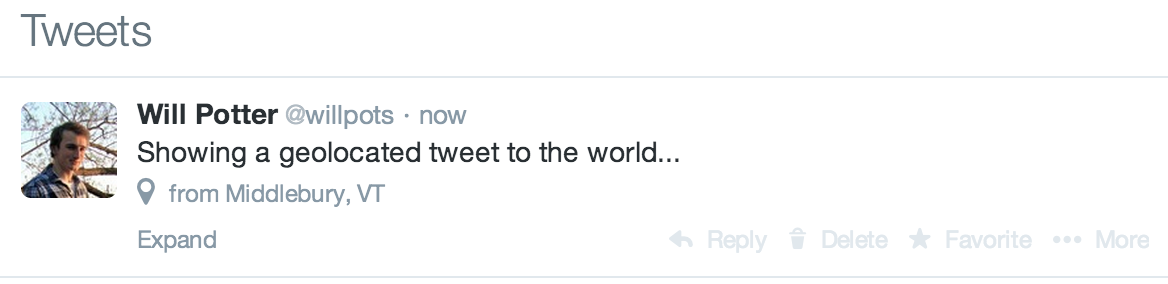 Tweets
Will Potter @willpots · now
Showing a geolocated tweet to the world...
from Middlebury, VT
Expand Reply Delete Favorite More